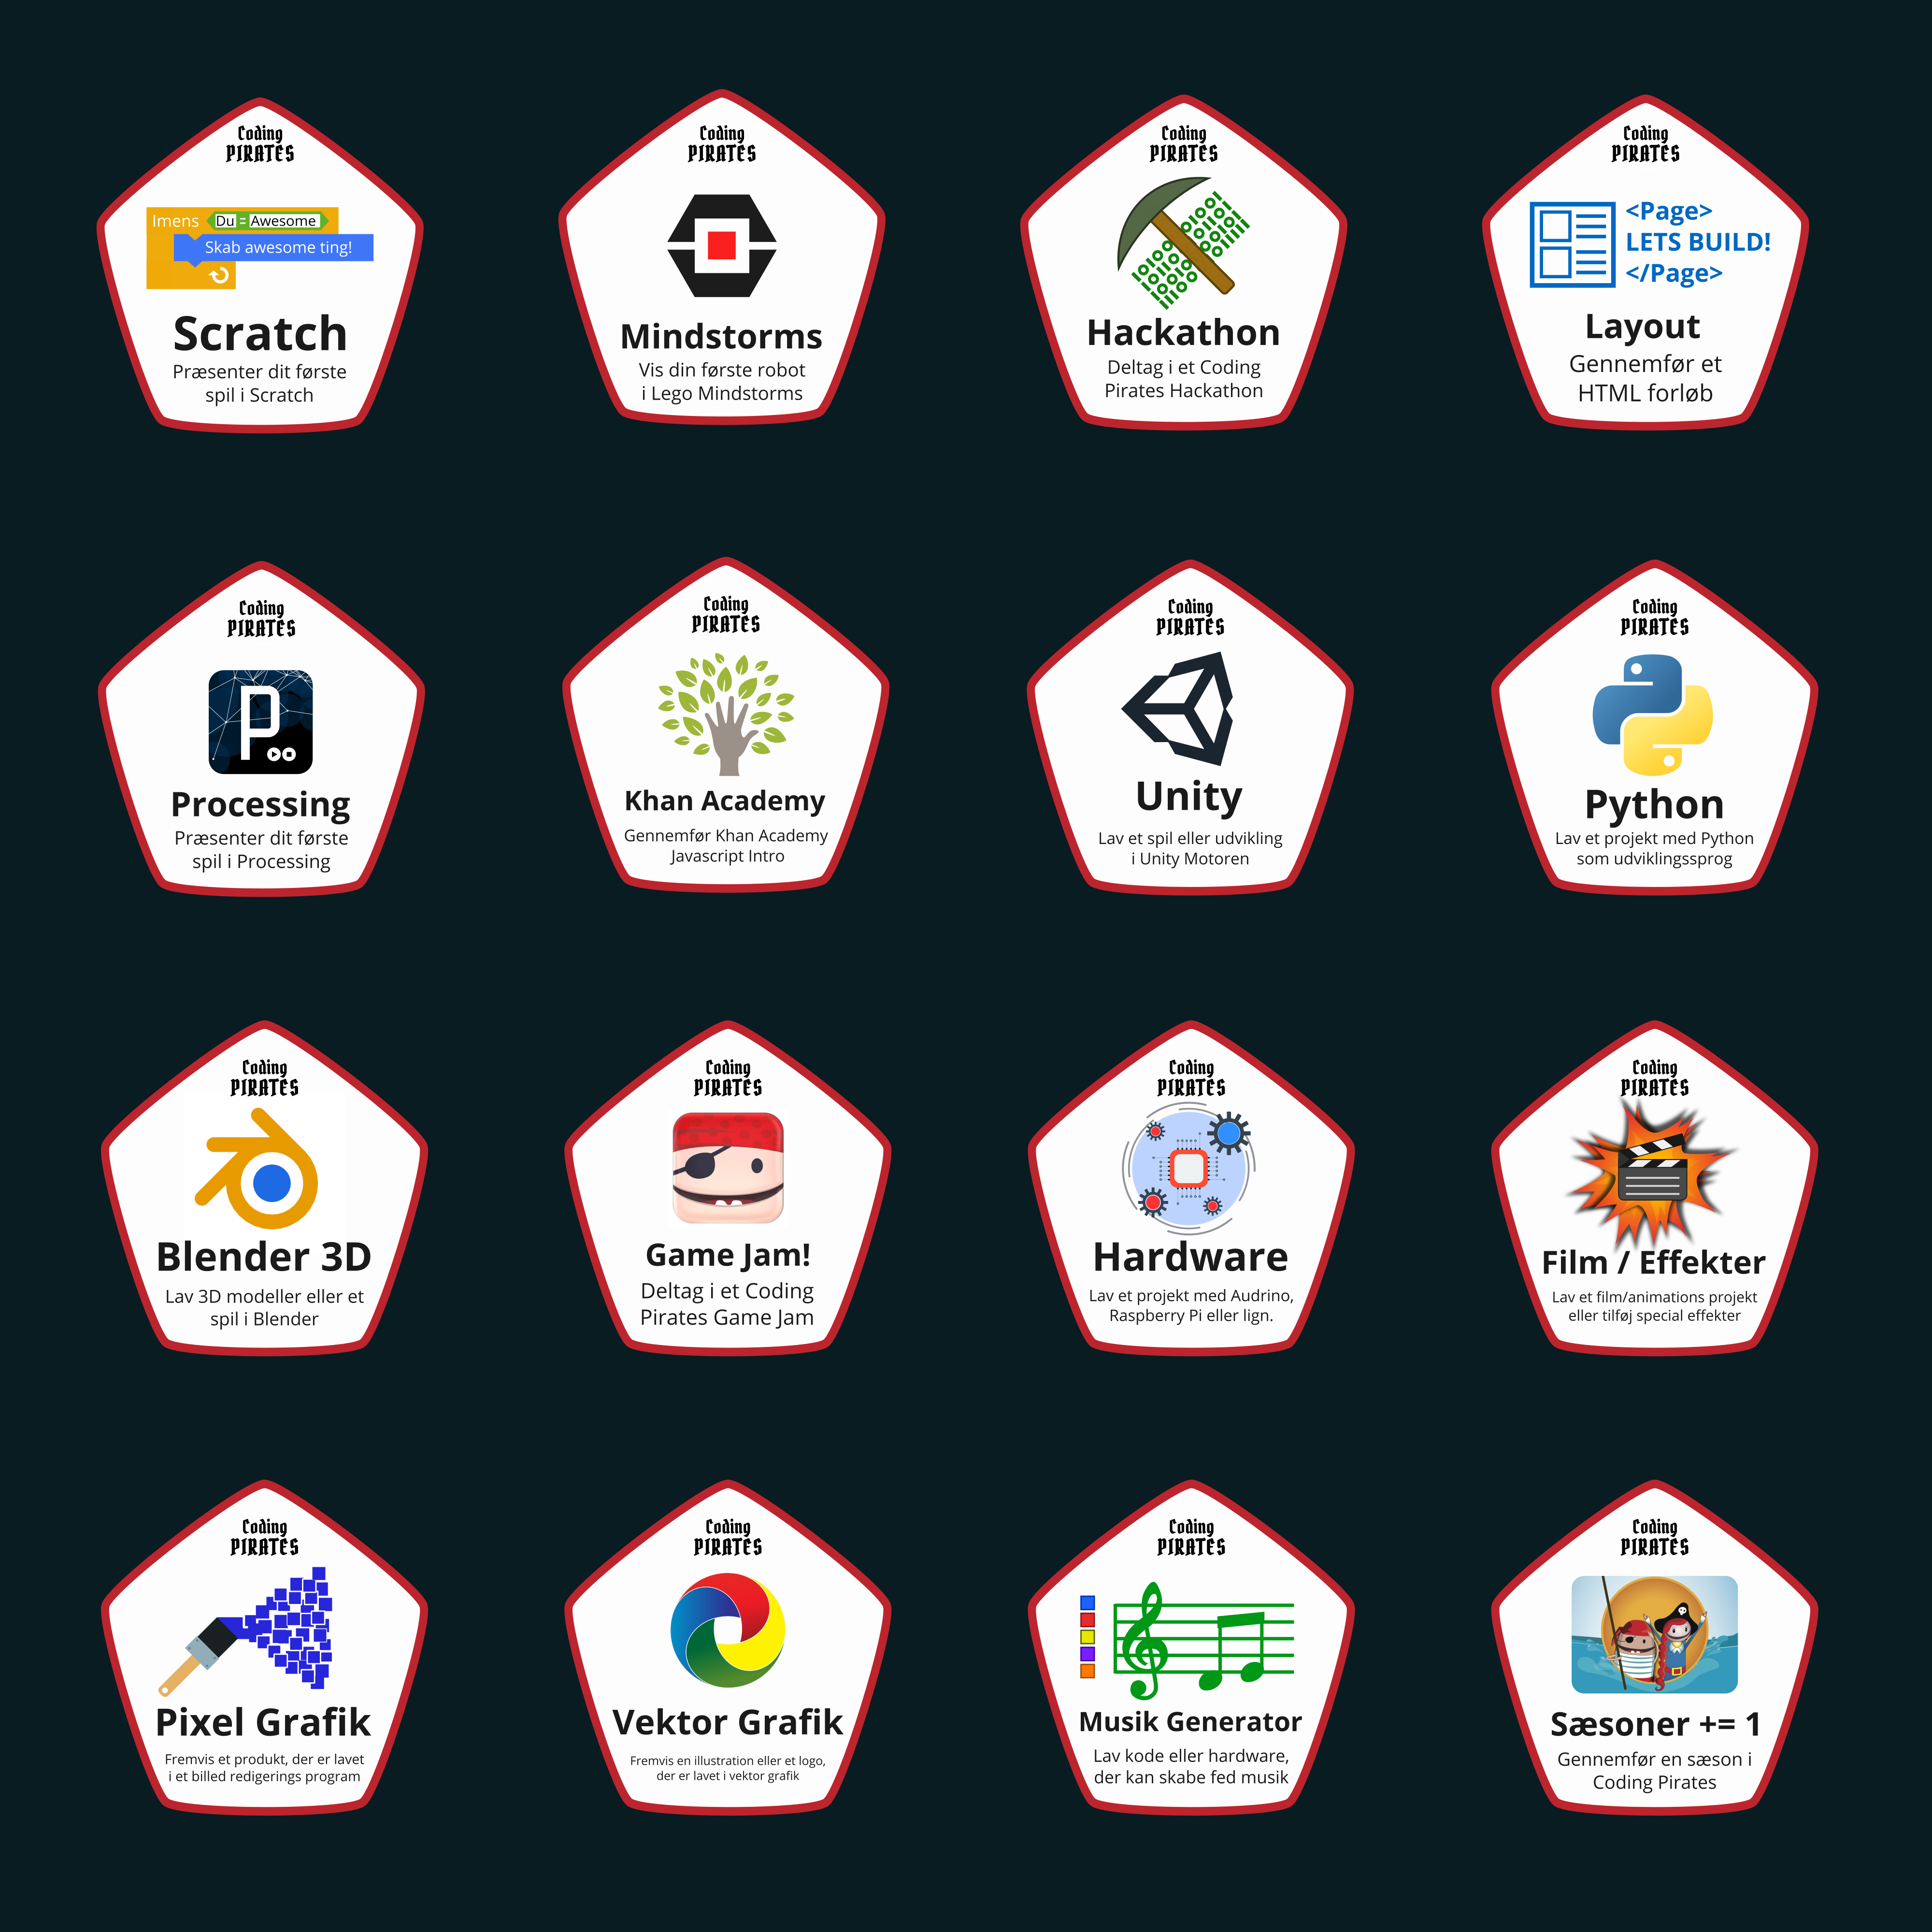 Coding
PIRATES
Imens Du = Awesome
Skab awesome ting!
Scratch
Præsenter dit første
spil i Scratch
Coding
PIRATES
Mindstorms
Vis din første robot
i Lego Mindstorms
Coding
PIRATES
Hackathon
Deltag i et Coding
Pirates Hackathon
Coding
PIRATES
<Page>
LETS BUILD!
</Page>
Layout
Gennemfør et
HTML forløb
Coding
PIRATES
P
Processing
Præsenter dit første
spil i Processing
Coding
PIRATES
Khan Academy
Gennemfør Khan Academy
Javascript Intro
Coding
PIRATES
Unity
Lav et spil eller udvikling
i Unity Motoren
Coding
PIRATES
Python
Lav et projekt med Python
som udviklingssprog
Coding
PIRATES
Blender 3D
Lav 3D modeller eller et
spil i Blender
Coding
PIRATES
Game Jam!
Deltag i et Coding
Pirates Game Jam
Coding
PIRATES
Hardware
Lav et projekt med Audrino,
Raspberry Pi eller lign.
Coding
PIRATES
Film / Effekter
Lav et film/animations projekt
eller tilføj special effekter
Coding
PIRATES
Pixel Grafik
Fremvis et produkt, der er lavet
i et billed redigerings program
Coding
PIRATES
Vektor Grafik
Fremvis en illustration eller et logo,
der er lavet i vektor grafik
Coding
PIRATES
Musik Generator
Lav kode eller hardware,
der kan skabe fed musik
Coding
PIRATES
Sæsoner += 1
Gennemfør en sæson i
Coding Pirates